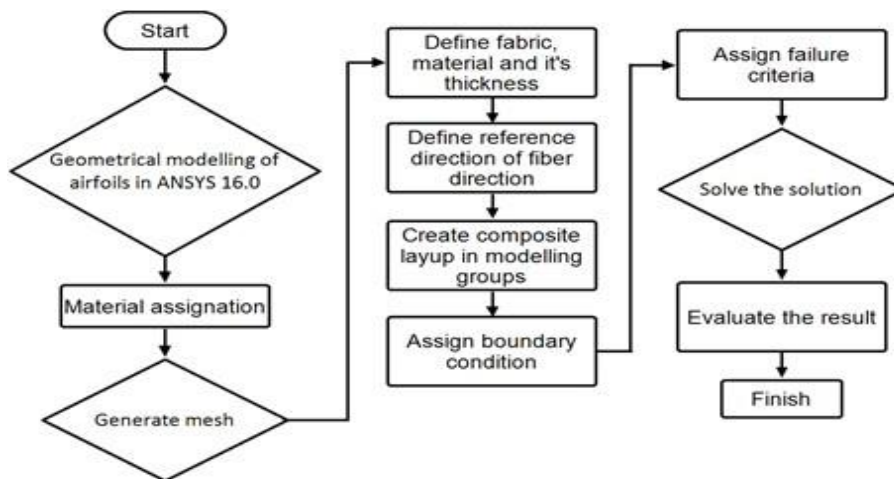 Start
Geometrical modelling of
airfoils in ANSYS 16.0
Material assignation
Generate mesh
Define fabric,
material and it's
thickness
Define reference
direction of fiber
direction
Create composite
layup in modelling
groups
Assign boundary
condition
Assign failure
criteria
Solve the solution
Evaluate the result
Finish